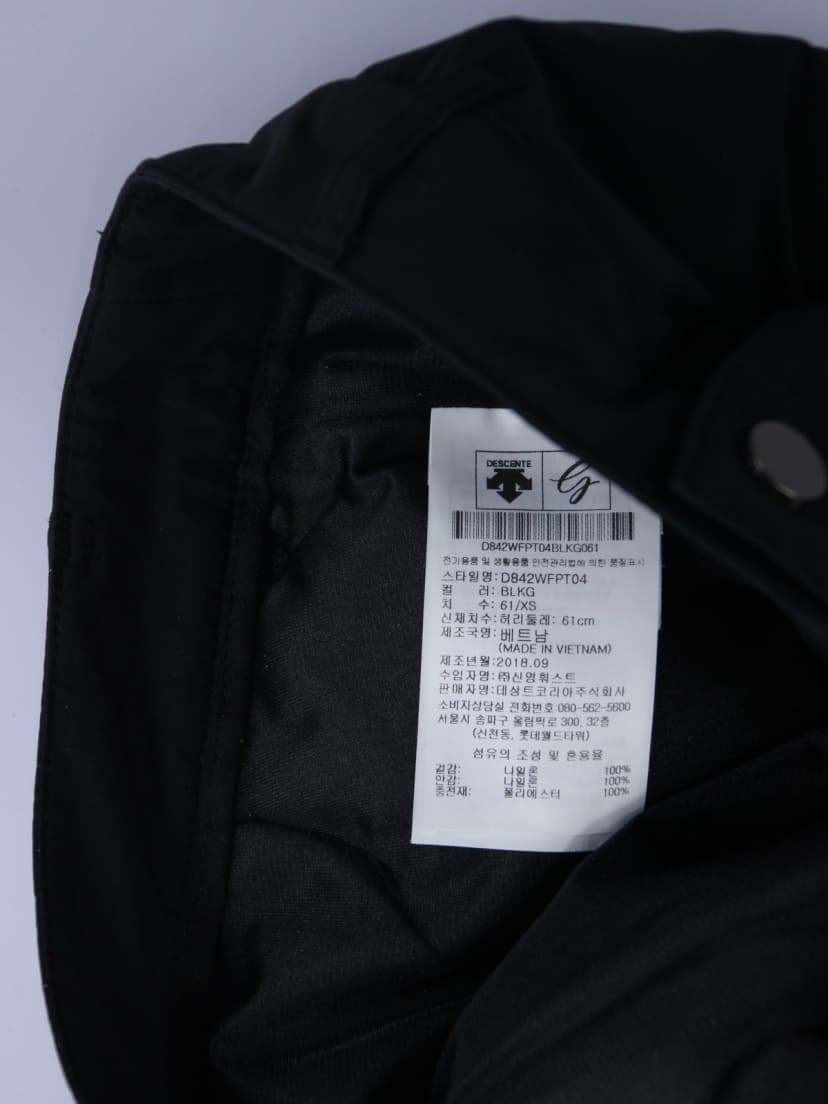 DESCENTE
D842WFPT04BLKG061
전기용품 및 생활용품 안전관리법에 의한 품질표시
스타일명: D842WFPT04
컬 러: BLKG
치 수: 61/XS
신체치수: 허리둘레: 61cm
제조국명: 베트남
(MADE IN VIETNAM)
제조년월: 2018.09
수입자명: ㈜신명훠스트
판매자명: 데상트코리아주식회사
소비자상담실 전화번호: 080-562-5600
서울시 송파구 올림픽로 300, 32층
(신천동, 롯데월드타워)
섬유의 조성 및 혼용율
겉감: 나일론 100%
안감: 나일론 100%
충전재: 폴리에스터 100%